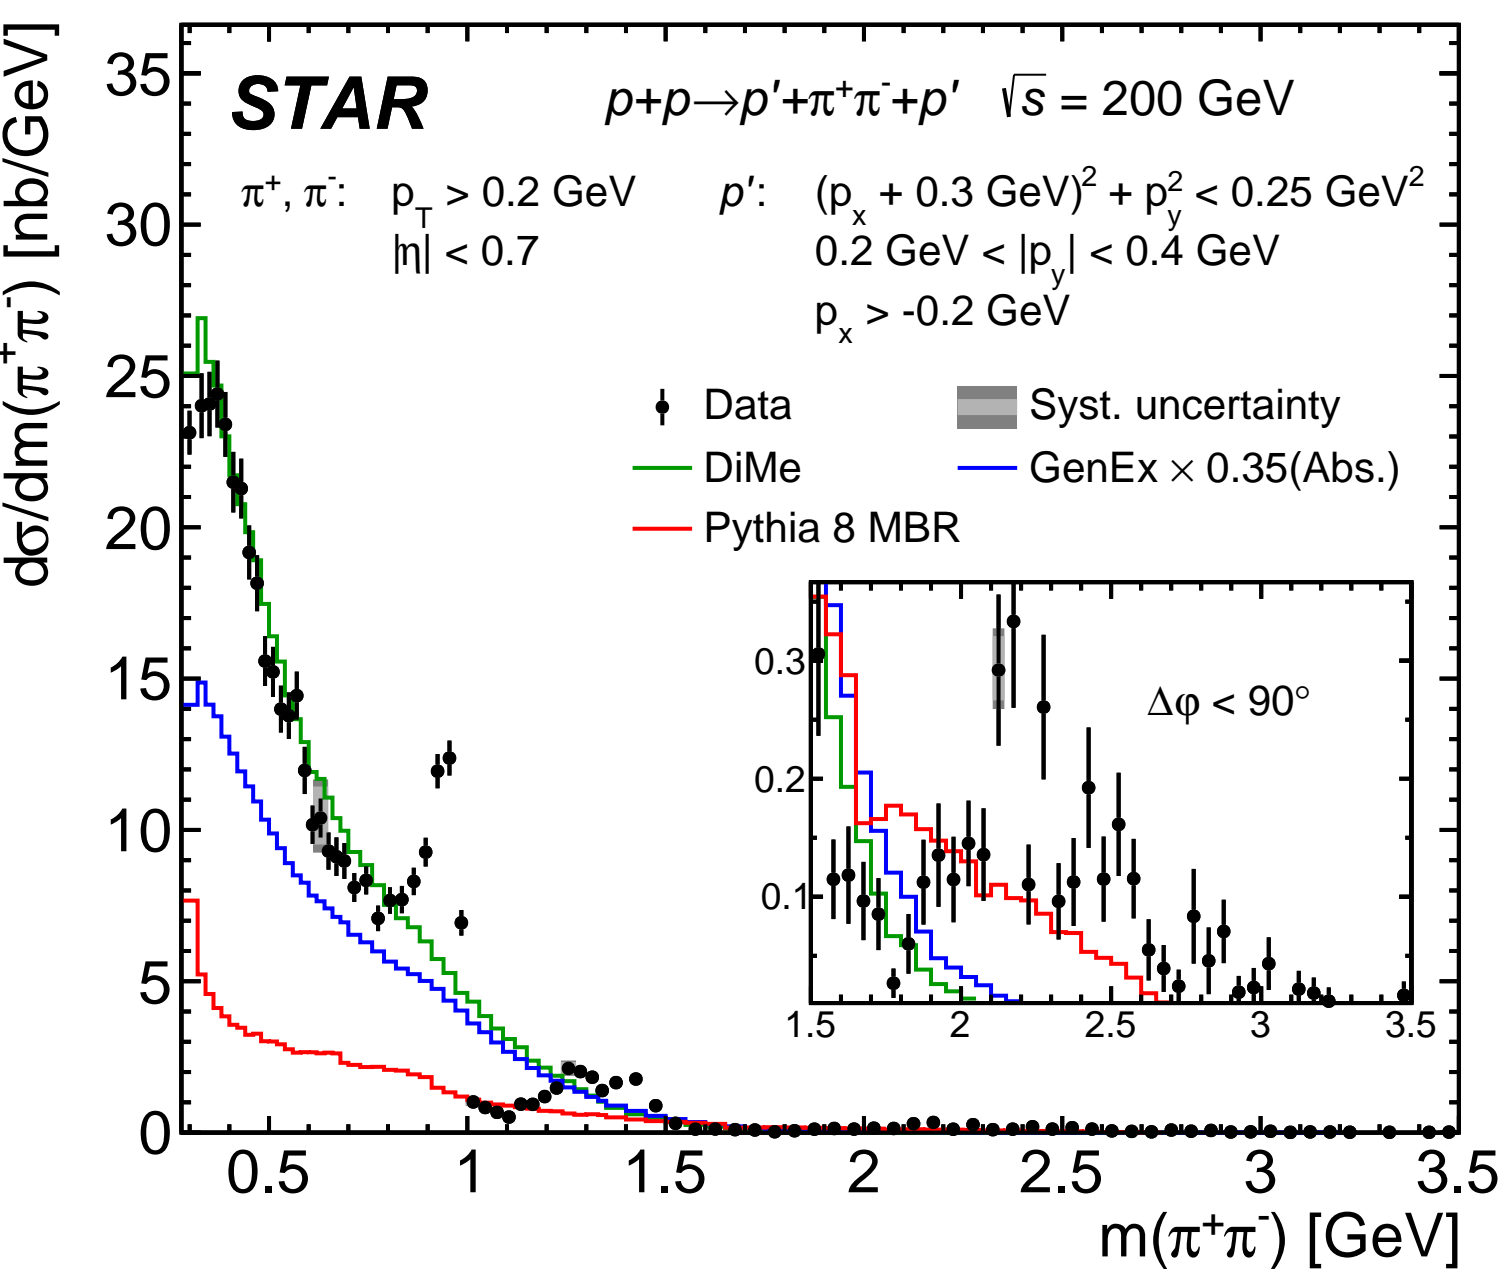 STAR
p+p→p′+π⁺π⁻+p′ √s = 200 GeV
π⁺, π⁻: p_T > 0.2 GeV
|η| < 0.7
p′: (p_x + 0.3 GeV)² + p_y² < 0.25 GeV²
0.2 GeV < |p_y| < 0.4 GeV
p_x > -0.2 GeV
Data
Syst. uncertainty
DiMe
GenEx × 0.35(Abs.)
Pythia 8 MBR
dσ/dm(π⁺π⁻) [nb/GeV]
35
30
25
20
15
10
5
0
Δφ < 90°
0.3
0.2
0.1
1.5 2 2.5 3 3.5
0.5 1 1.5 2 2.5 3 3.5
m(π⁺π⁻) [GeV]